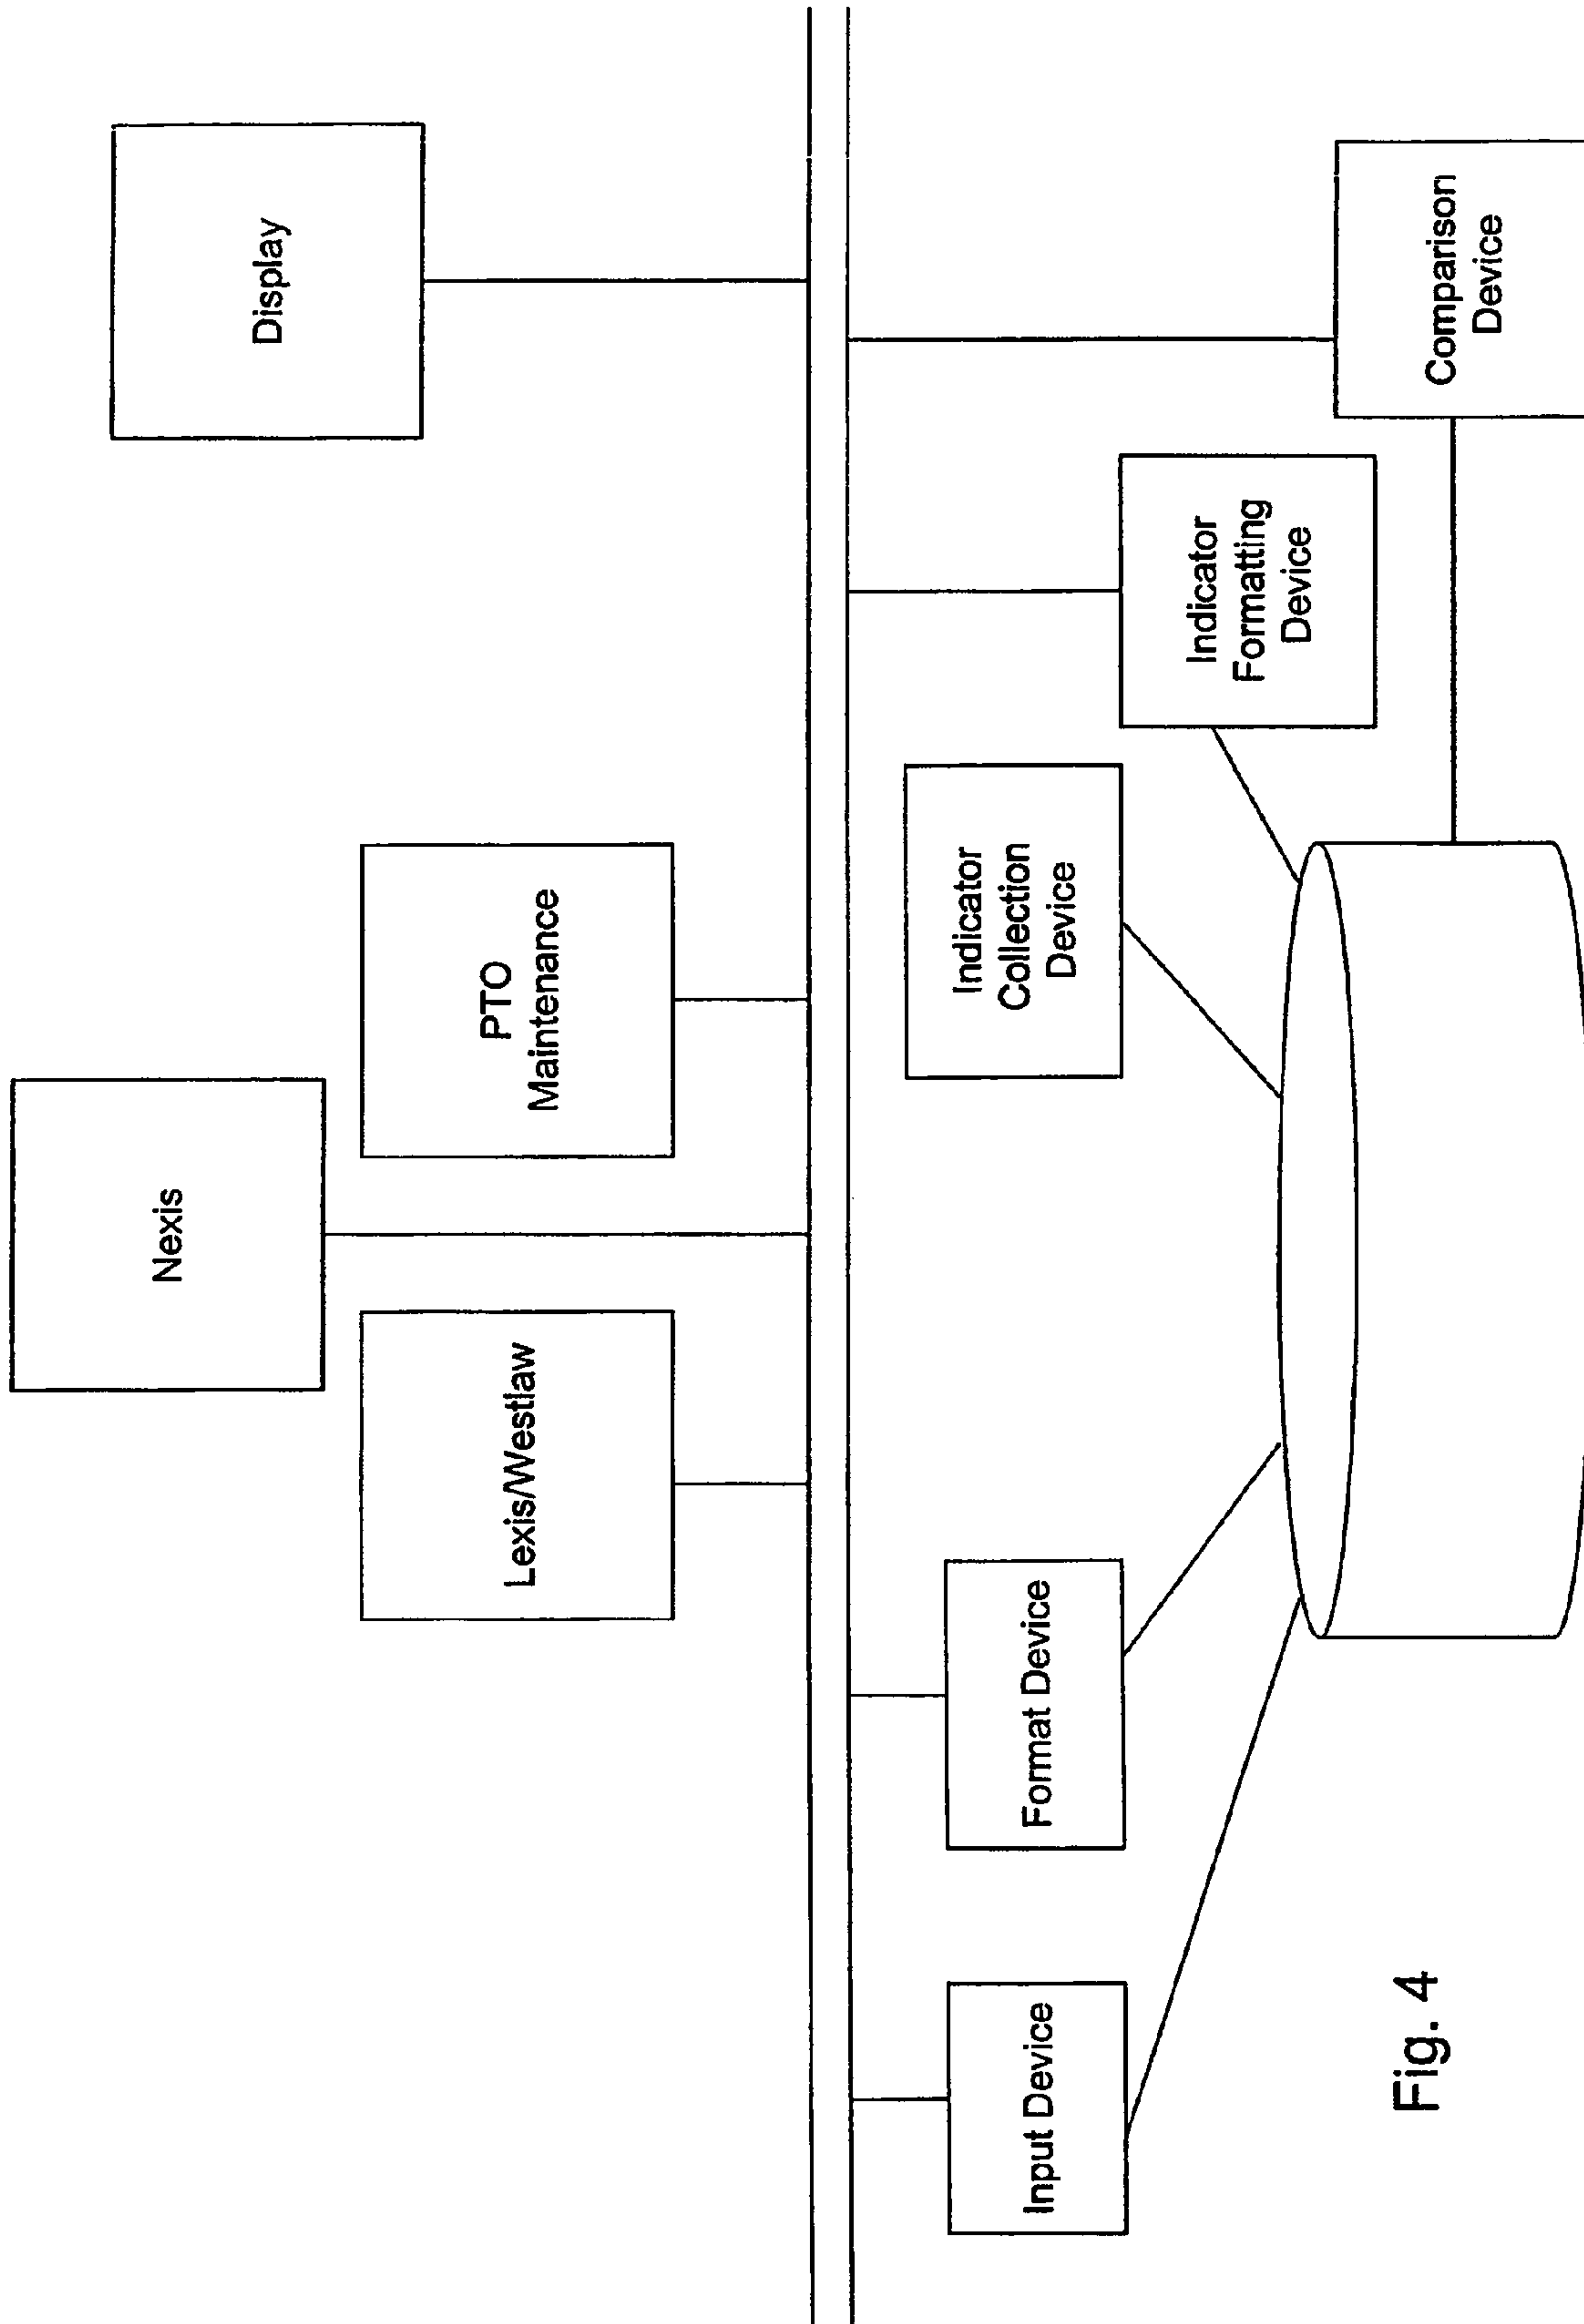 Nexis
Lexis/Westlaw
PTO
Maintenance
Display
Input Device
Format Device
Indicator
Collection
Device
Indicator
Formatting
Device
Comparison
Device
Fig. 4